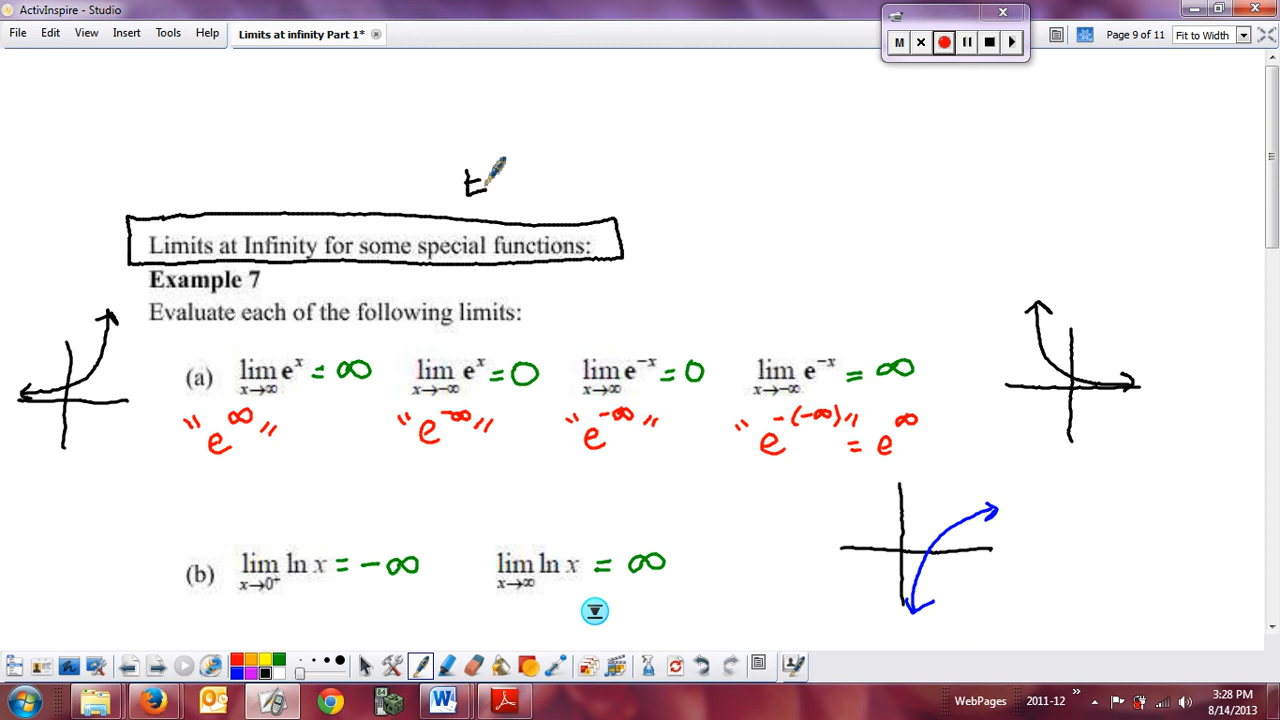 ActivInspire - Studio
File Edit View Insert Tools Help Limits at infinity Part 1* Page 9 of 11 Fit to Width
M
E
Limits at Infinity for some special functions:
Example 7
Evaluate each of the following limits:
(a) lim x→∞ e^x = ∞ lim x→-∞ e^x = 0 lim x→∞ e^-x = 0 lim x→-∞ e^-x = ∞
"e^∞" "e^-∞" "e^-∞" "e^-(-∞)" = e^∞
(b) lim x→0⁺ ln x = -∞ lim x→∞ ln x = ∞
WebPages 2011-12 » 3:28 PM
8/14/2013